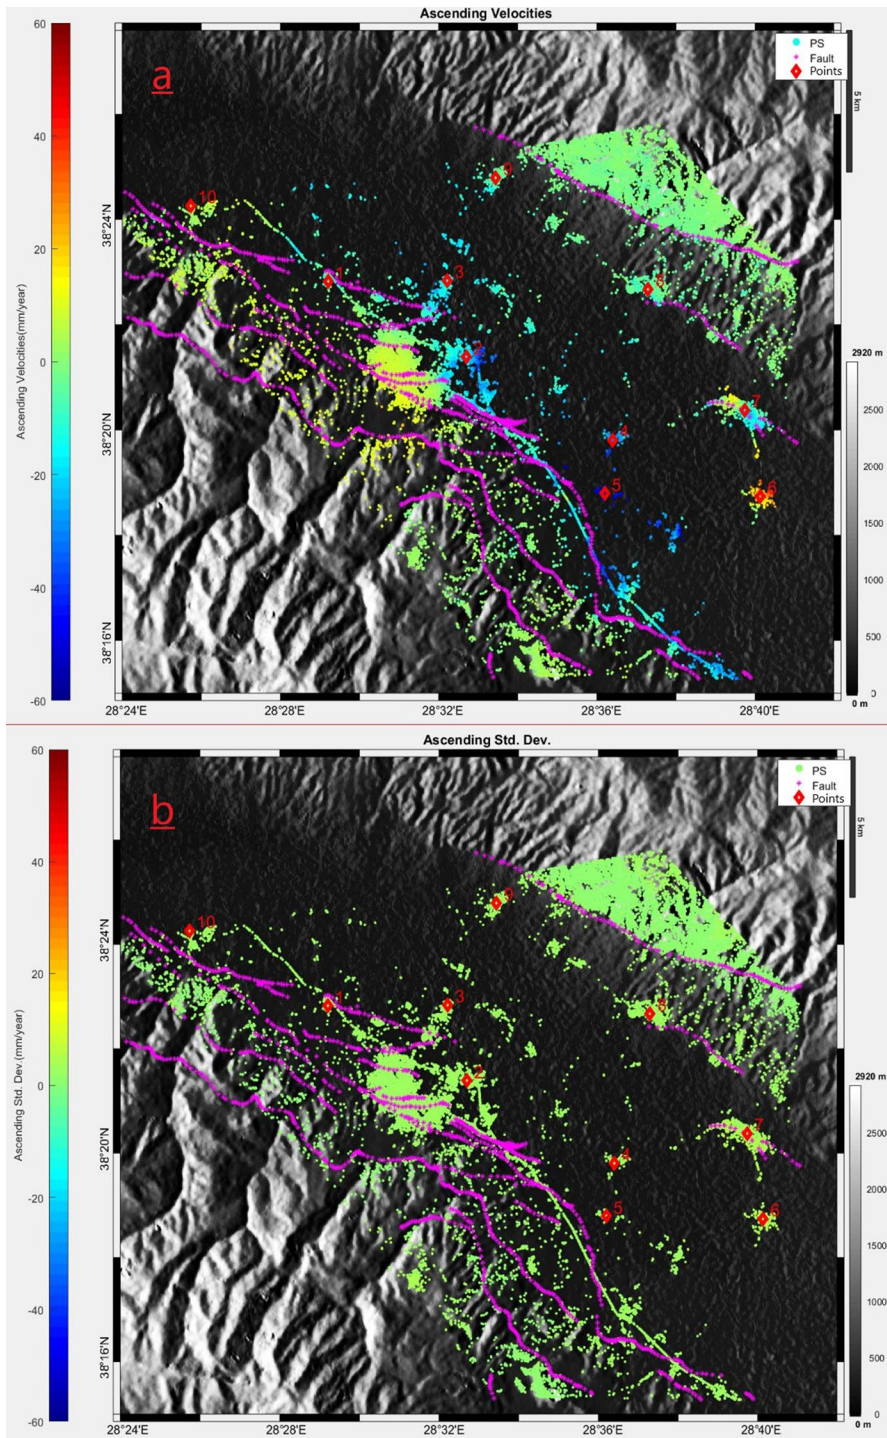 Ascending Velocities
a
PS
Fault
Points
5 km
60
40
20
0
-20
-40
-60
Ascending Velocities(mm/year)
38°24'N
38°20'N
38°16'N
10
9
1
3
8
2
7
4
5
6
2920 m
2500
2000
1500
1000
500
0
0 m
28°24'E
28°28'E
28°32'E
28°36'E
28°40'E
Ascending Std. Dev.
b
PS
Fault
Points
5 km
60
40
20
0
-20
-40
-60
Ascending Std. Dev.(mm/year)
38°24'N
38°20'N
38°16'N
10
9
1
3
8
2
7
4
5
6
2920 m
2500
2000
1500
1000
500
0
0 m
28°24'E
28°28'E
28°32'E
28°36'E
28°40'E